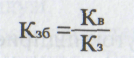 Кзб = Кв / Кз